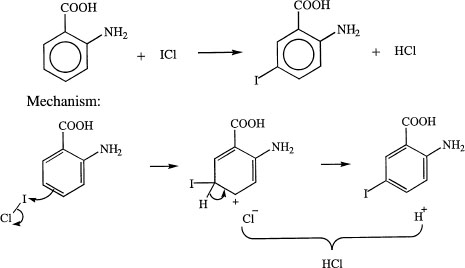 COOH COOH
NH₂ + ICl → I NH₂ + HCl
Mechanism:
COOH COOH COOH
NH₂ NH₂ NH₂
I I I
Cl H + Cl⁻ H⁺
HCl